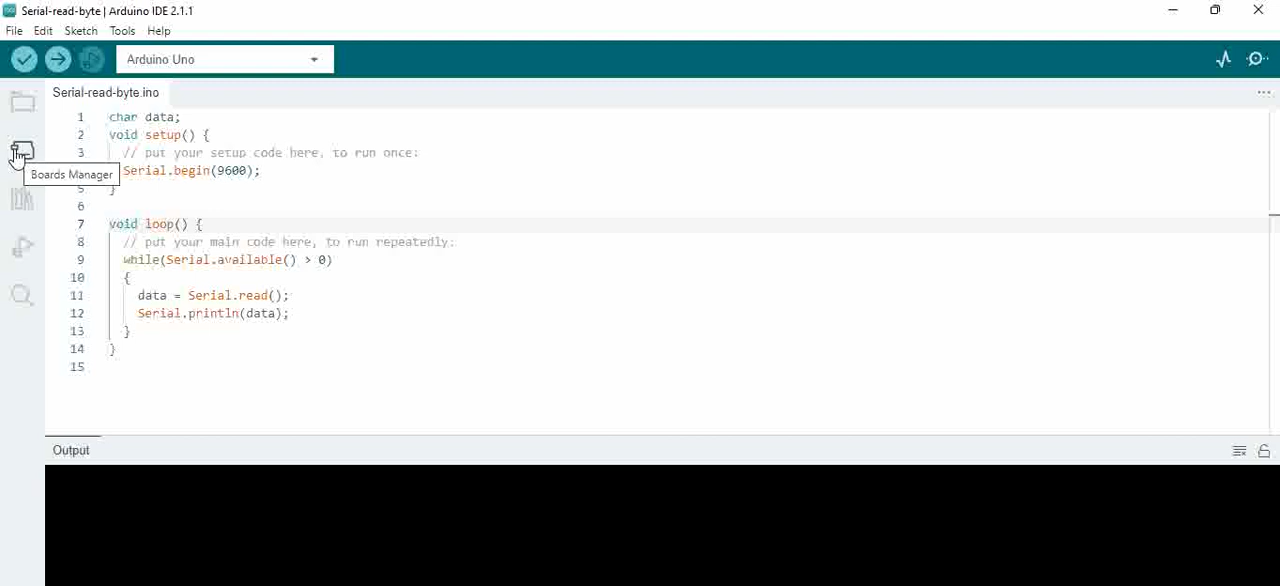 Serial-read-byte | Arduino IDE 2.1.1
File Edit Sketch Tools Help
Arduino Uno
Serial-read-byte.ino
1 char data;
2 void setup() {
3 // put your setup code here, to run once:
Serial.begin(9600);
Boards Manager
5 }
6
7 void loop() {
8 // put your main code here, to run repeatedly:
9 while(Serial.available() > 0)
10 {
11 data = Serial.read();
12 Serial.println(data);
13 }
14 }
15
Output